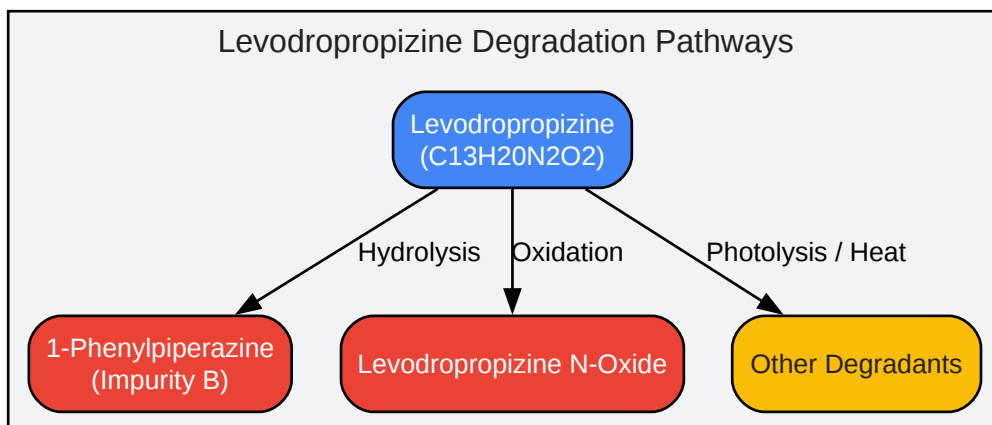 Levodropropizine Degradation Pathways
Levodropropizine
(C13H20N2O2)
Hydrolysis
Oxidation
Photolysis / Heat
1-Phenylpiperazine
(Impurity B)
Levodropropizine N-Oxide
Other Degradants